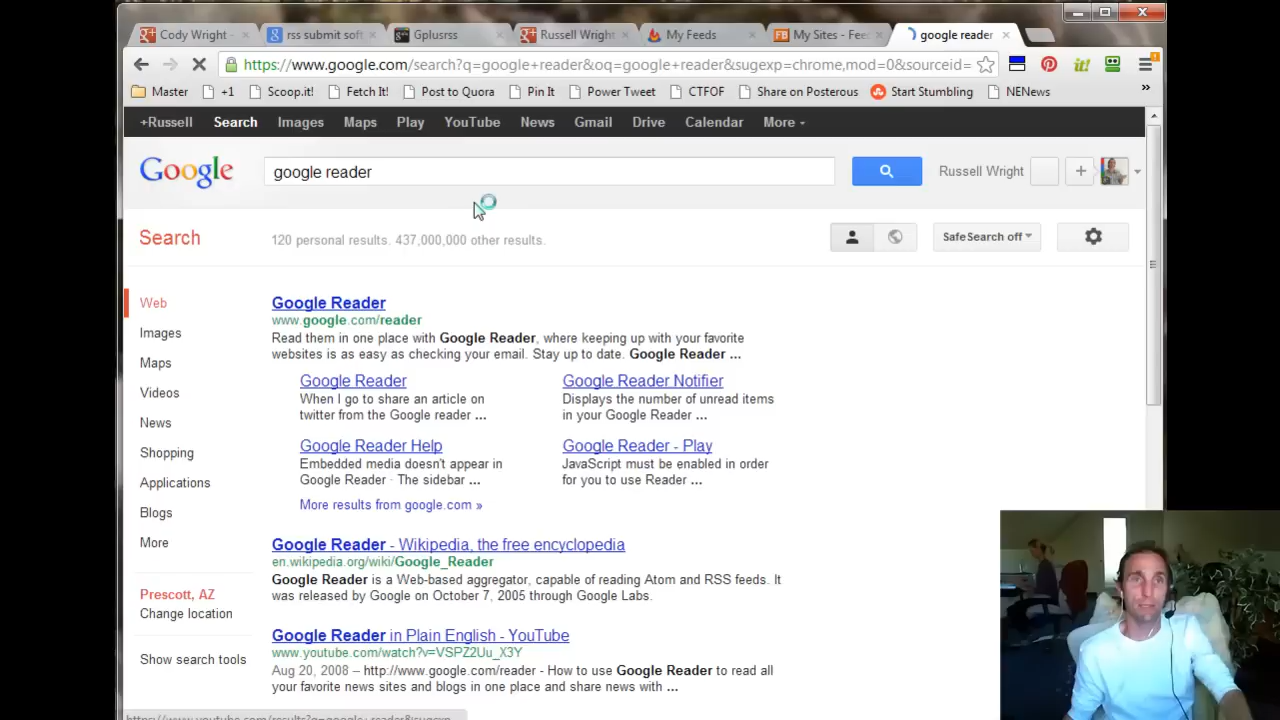 Cody Wright -
rss submit soft
Gplusrss
Russell Wright
My Feeds
My Sites - Fee
google reader
https://www.google.com/search?q=google+reader&oq=google+reader&sugexp=chrome,mod=0&sourceid=
it!
Master
+1
Scoop.it!
Fetch It!
Post to Quora
Pin It
Power Tweet
CTFOF
Share on Posterous
Start Stumbling
NENews
»
+Russell Search Images Maps Play YouTube News Gmail Drive Calendar More
Google
google reader
Russell Wright
+
Search
120 personal results. 437,000,000 other results.
SafeSearch off
Web
Images
Maps
Videos
News
Shopping
Applications
Blogs
More
Prescott, AZ
Change location
Show search tools
Google Reader
www.google.com/reader
Read them in one place with Google Reader, where keeping up with your favorite
websites is as easy as checking your email. Stay up to date. Google Reader ...
Google Reader
When I go to share an article on
twitter from the Google reader ...
Google Reader Notifier
Displays the number of unread items
in your Google Reader ...
Google Reader Help
Embedded media doesn't appear in
Google Reader · The sidebar ...
Google Reader - Play
JavaScript must be enabled in order
for you to use Reader ...
More results from google.com »
Google Reader - Wikipedia, the free encyclopedia
en.wikipedia.org/wiki/Google_Reader
Google Reader is a Web-based aggregator, capable of reading Atom and RSS feeds. It
was released by Google on October 7, 2005 through Google Labs.
Google Reader in Plain English - YouTube
www.youtube.com/watch?v=VSPZ2Uu_X3Y
Aug 20, 2008 – http://www.google.com/reader - How to use Google Reader to read all
your favorite news sites and blogs in one place and share news with ...